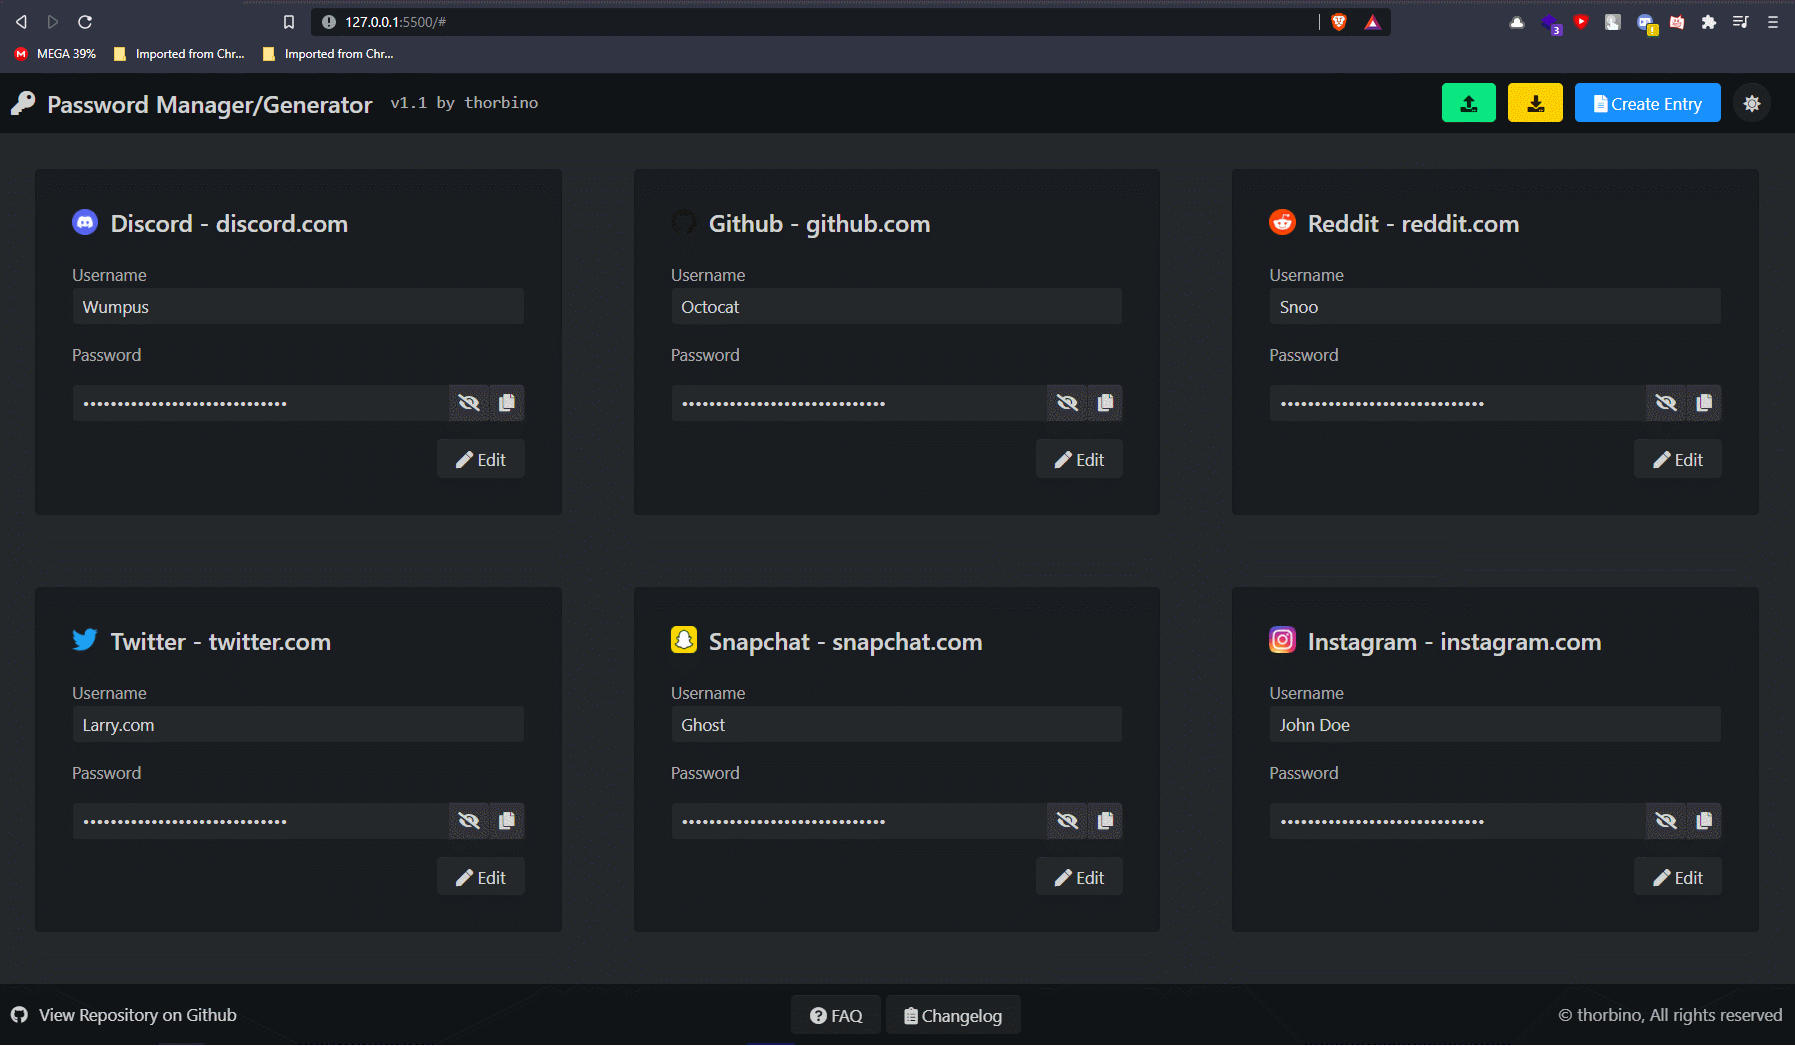 127.0.0.1:5500/#
3
MEGA 39%
Imported from Chr...
Imported from Chr...
Password Manager/Generator v1.1 by thorbino
Create Entry
Discord - discord.com
Username
Wumpus
Password
••••••••••••••••••••••••••••••
Edit
Github - github.com
Username
Octocat
Password
••••••••••••••••••••••••••••••
Edit
Reddit - reddit.com
Username
Snoo
Password
••••••••••••••••••••••••••••••
Edit
Twitter - twitter.com
Username
Larry.com
Password
••••••••••••••••••••••••••••••
Edit
Snapchat - snapchat.com
Username
Ghost
Password
••••••••••••••••••••••••••••••
Edit
Instagram - instagram.com
Username
John Doe
Password
••••••••••••••••••••••••••••••
Edit
View Repository on Github
FAQ
Changelog
© thorbino, All rights reserved